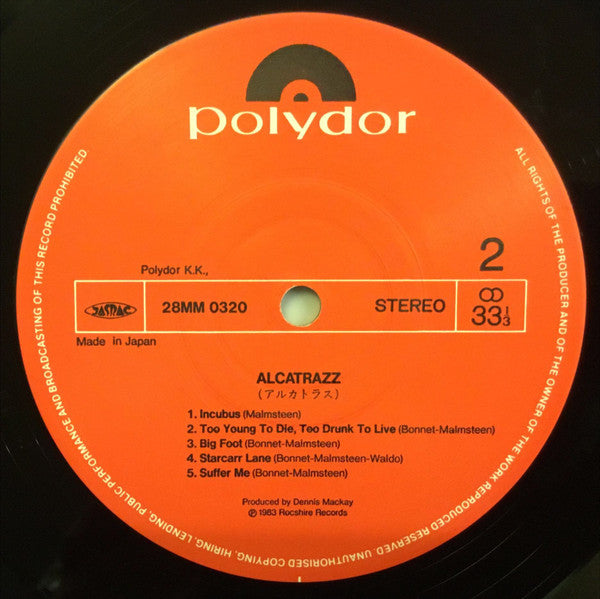 polydor
2
Polydor K.K.,
JASRAC
28MM 0320
STEREO
33 1/3
Made in Japan
ALCATRAZZ
(アルカトラス)
1. Incubus (Malmsteen)
2. Too Young To Die, Too Drunk To Live (Bonnet-Malmsteen)
3. Big Foot (Bonnet-Malmsteen)
4. Starcarr Lane (Bonnet-Malmsteen-Waldo)
5. Suffer Me (Bonnet-Malmsteen)
Produced by Dennis Mackay
℗ 1983 Rocshire Records
ALL RIGHTS OF THE PRODUCER AND OF THE OWNER OF THE WORK REPRODUCED RESERVED. UNAUTHORISED COPYING, HIRING, LENDING, PUBLIC PERFORMANCE AND BROADCASTING OF THIS RECORD PROHIBITED.